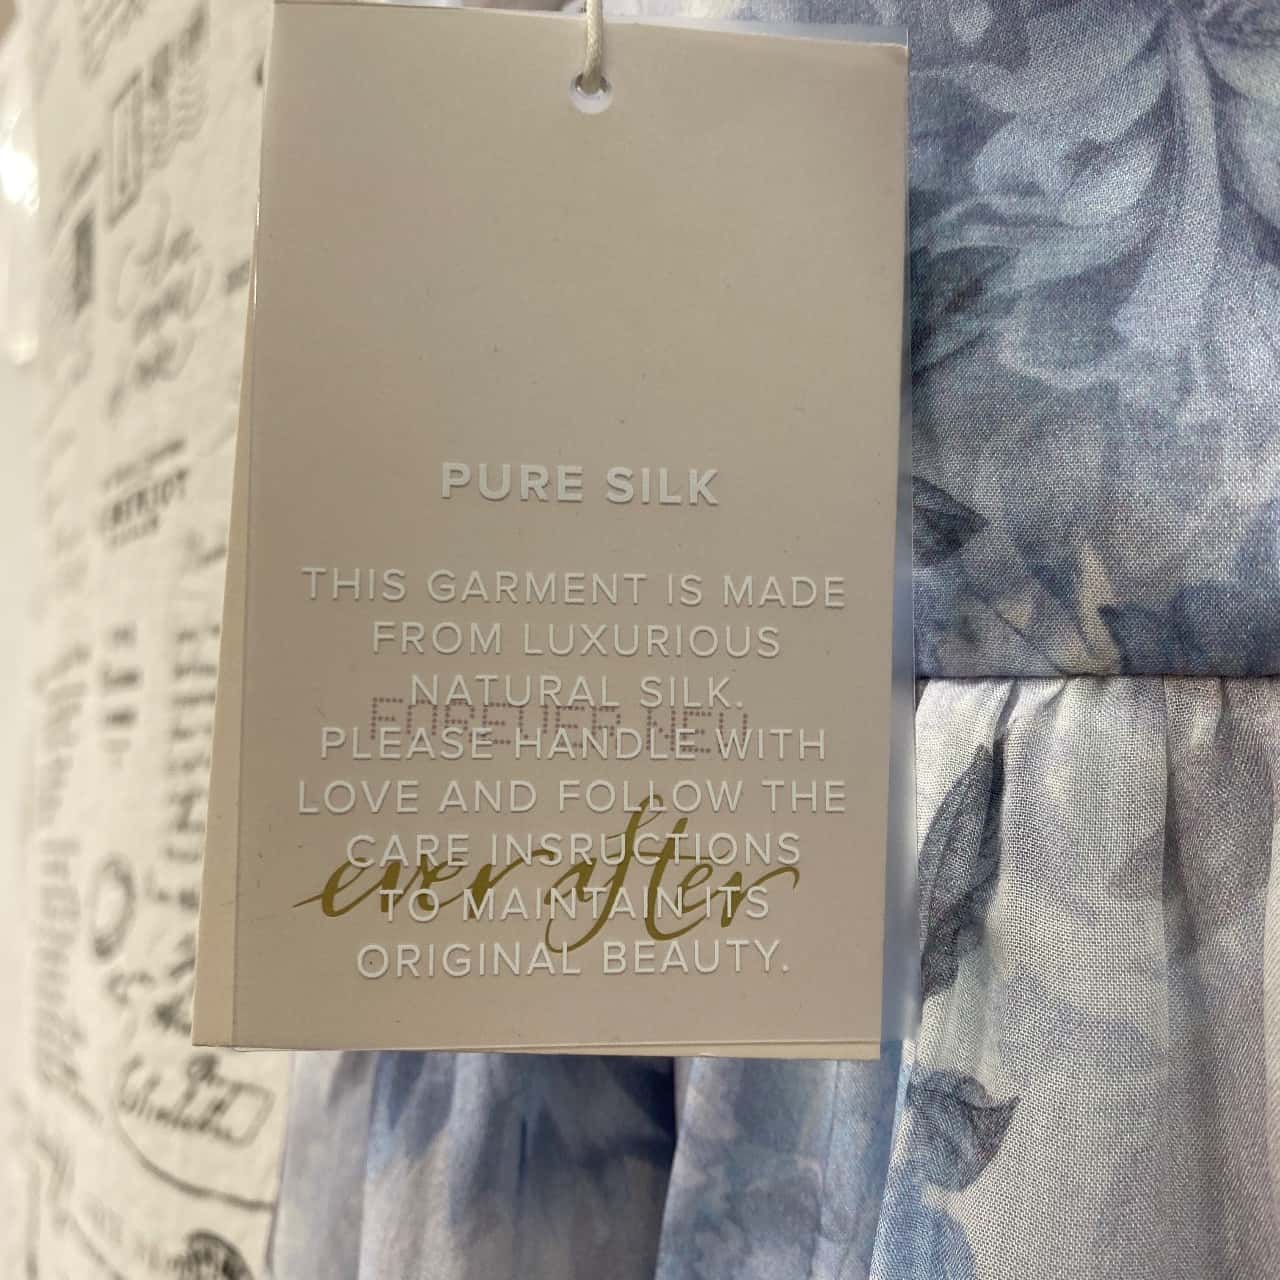 PURE SILK
THIS GARMENT IS MADE
FROM LUXURIOUS
NATURAL SILK.
FOREVER NEW
PLEASE HANDLE WITH
LOVE AND FOLLOW THE
CARE INSRUCTIONS
ever after
TO MAINTAIN ITS
ORIGINAL BEAUTY.